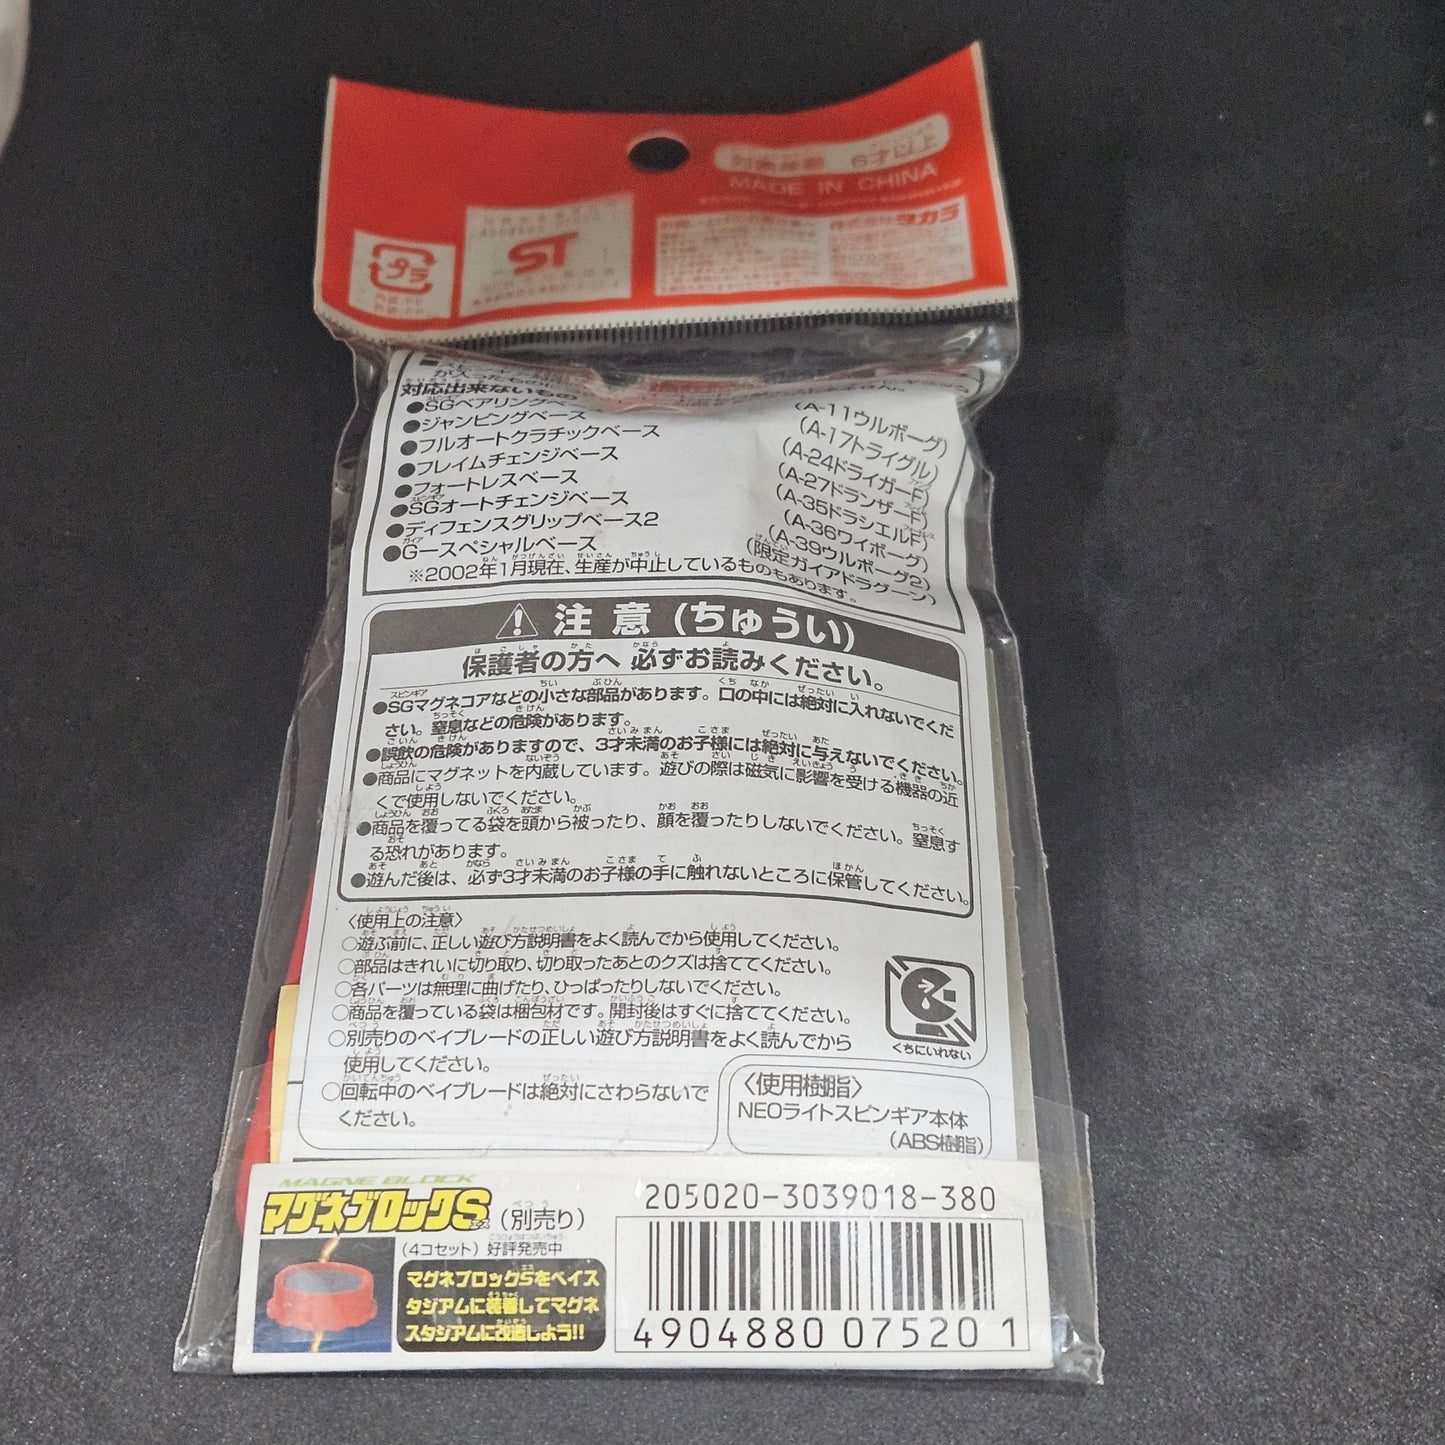 対象年齢 6才以上
MADE IN CHINA
プラ
ST
株式会社タカラ
対応出来ないもの
●SGベアリングベー
(A-11ウルボーグ)
●ジャンピングベース
(A-17トライグル)
●フルオートクラチックベース
(A-24ドライガーF)
●フレイムチェンジベース
(A-27ドランザーF)
●フォートレスベース
(A-35ドラシエルF)
●SGオートチェンジベース
(A-36ワイボーグ)
●ディフェンスグリップベース2
(A-39ウルボーグ2)
●G-スペシャルベース
(限定ガイアドラグーン)
※2002年1月現在、生産が中止しているものもあります。
注意(ちゅうい)
保護者の方へ 必ずお読みください。
●SGマグネコアなどの小さな部品があります。口の中には絶対に入れないでくだ
さい。窒息などの危険があります。
●誤飲の危険がありますので、3才未満のお子様には絶対に与えないでください。
●商品にマグネットを内蔵しています。遊びの際は磁気に影響を受ける機器の近
くで使用しないでください。
●商品を覆ってる袋を頭から被ったり、顔を覆ったりしないでください。窒息す
る恐れがあります。
●遊んだ後は、必ず3才未満のお子様の手に触れないところに保管してください。
〈使用上の注意〉
○遊ぶ前に、正しい遊び方説明書をよく読んでから使用してください。
○部品はきれいに切り取り、切り取ったあとのクズは捨ててください。
○各パーツは無理に曲げたり、ひっぱったりしないでください。
○商品を覆っている袋は梱包材です。開封後はすぐに捨ててください。
○別売りのベイブレードの正しい遊び方説明書をよく読んでから
使用してください。
○回転中のベイブレードは絶対にさわらないで
ください。
くちにいれない
〈使用樹脂〉
NEOライトスピンギア本体
(ABS樹脂)
MAGNE BLOCK
マグネブロックS(別売り)
(4コセット)好評発売中
マグネブロックSをベイス
タジアムに装着してマグネ
スタジアムに改造しよう!!
205020-3039018-380
4904880 07520 1